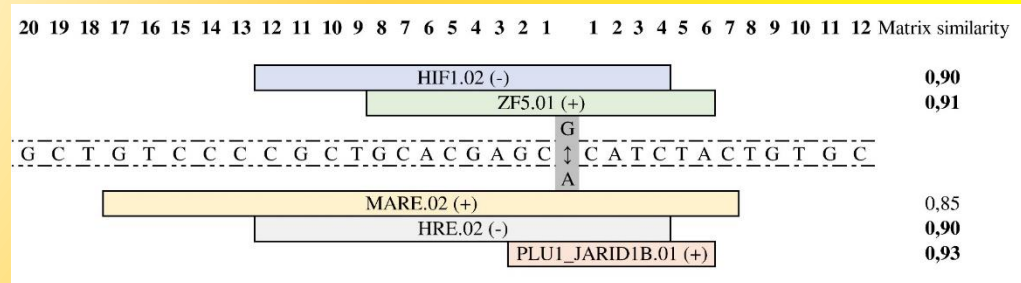 20 19 18 17 16 15 14 13 12 11 10 9 8 7 6 5 4 3 2 1 1 2 3 4 5 6 7 8 9 10 11 12 Matrix similarity
HIF1.02 (-) 0,90
ZF5.01 (+) 0,91
G
G C T G T C C C C G C T G C A C G A G C ↕ C A T C T A C T G T G C
A
MARE.02 (+) 0,85
HRE.02 (-) 0,90
PLU1_JARID1B.01 (+) 0,93